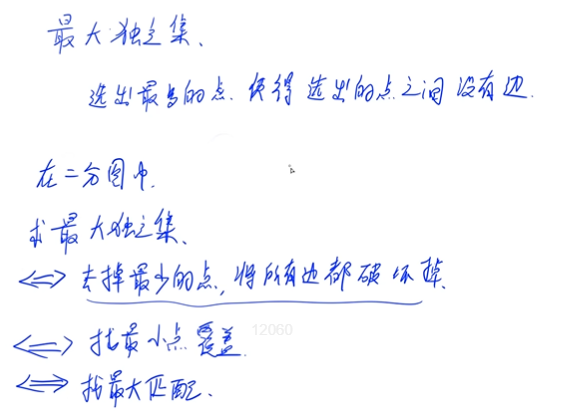 最大独立集、
选出最多的点.使得 选出的点之间 没有边.
在二分图中,
求最大独立集、
⇔ 去掉最少的点,将所有边都破坏掉.
12060
⇔ 找最小点覆盖
⇔ 找最大匹配.